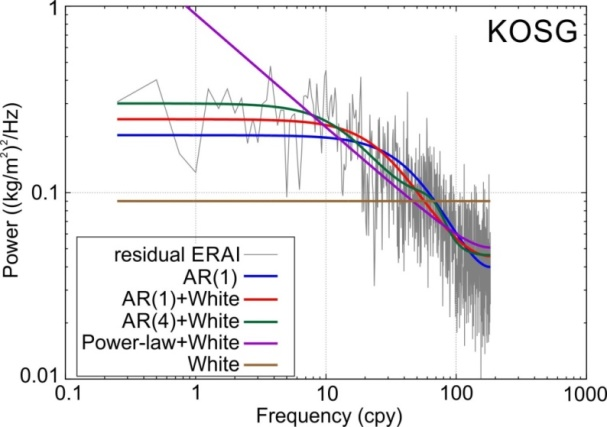 KOSG
1
0.1
0.01
Power ((kg/m²)²/Hz)
residual ERAI
AR(1)
AR(1)+White
AR(4)+White
Power-law+White
White
0.1 1 10 100 1000
Frequency (cpy)